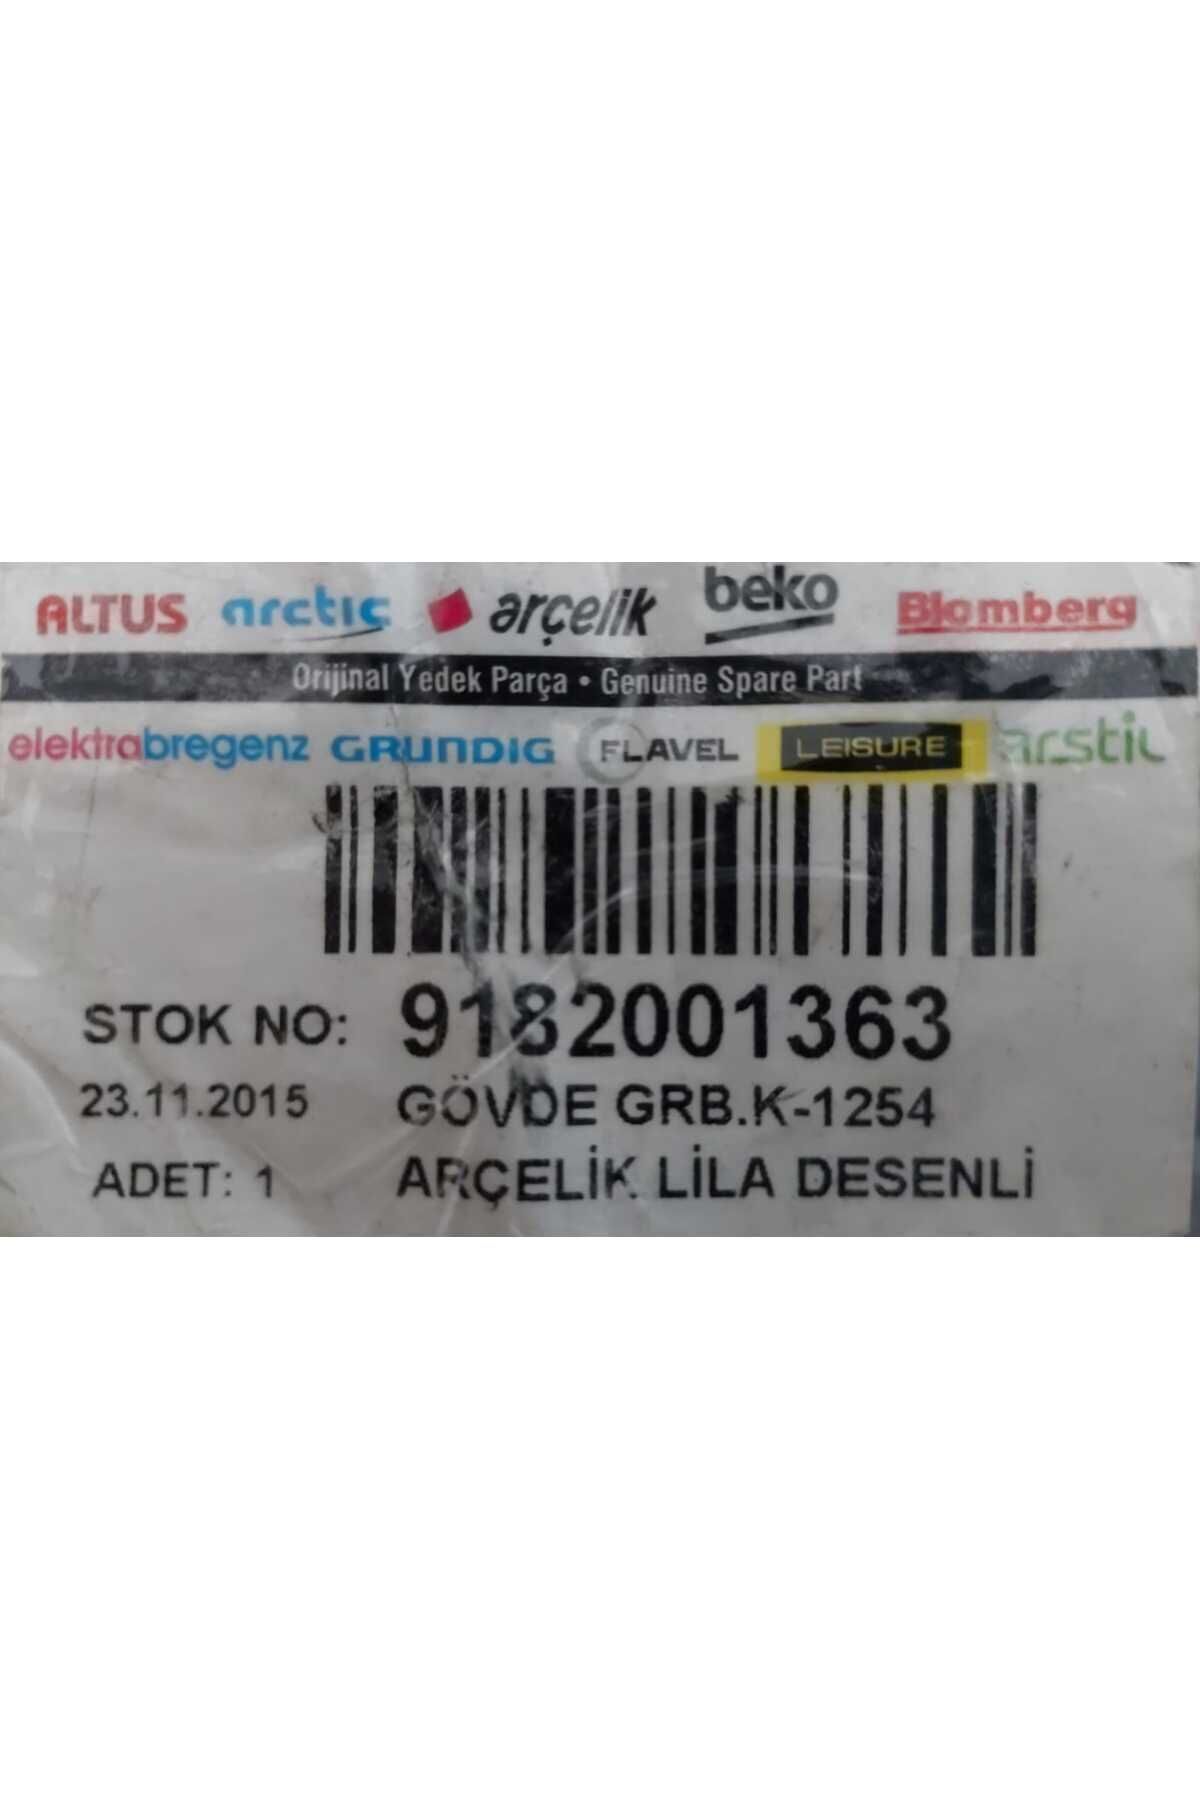 ALTUS arctic arçelik beko Blomberg
Orijinal Yedek Parça • Genuine Spare Part
elektrabregenz GRUNDIG FLAVEL LEISURE arstil
STOK NO: 9182001363
23.11.2015 GÖVDE GRB.K-1254
ADET: 1 ARÇELİK LİLA DESENLİ